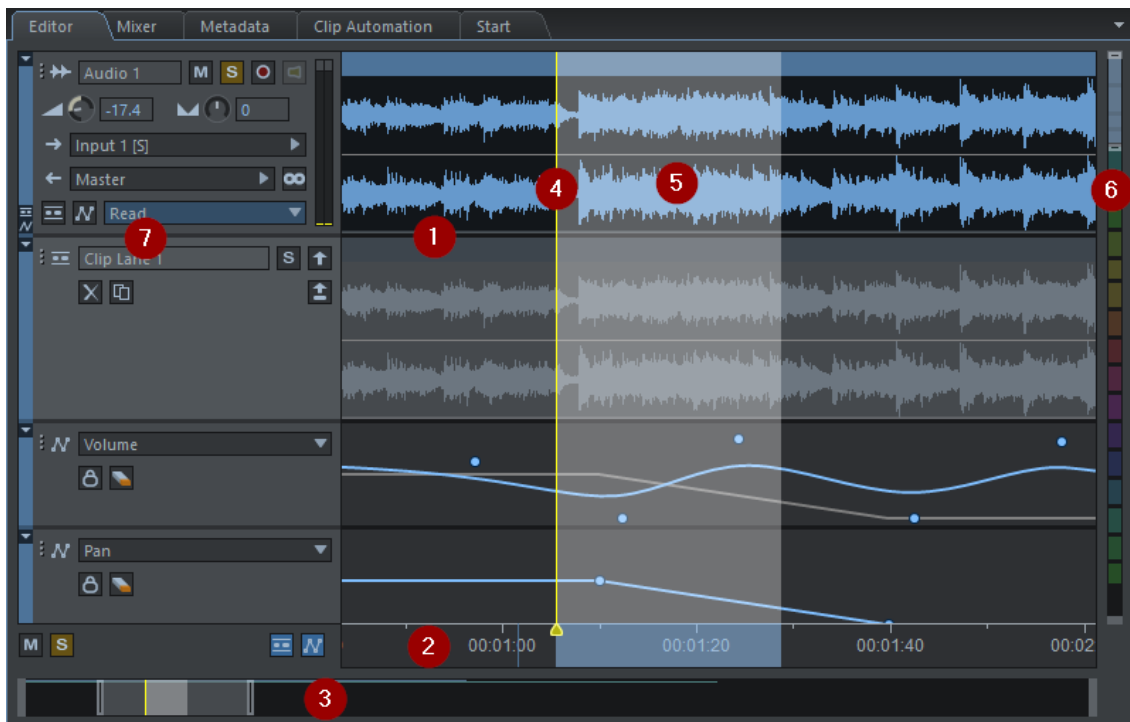 Editor Mixer Metadata Clip Automation Start
Audio 1 M S
-17.4 0
Input 1 [S]
Master
Read
Clip Lane 1 S
Volume
Pan
M S
00:01:00 00:01:20 00:01:40 00:02
1
2
3
4
5
6
7